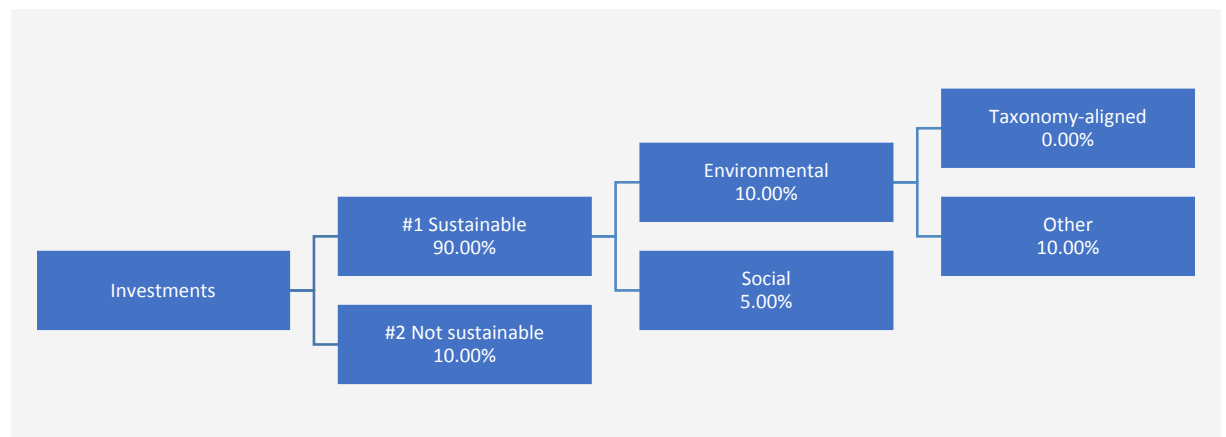 Investments
#1 Sustainable
90.00%
#2 Not sustainable
10.00%
Environmental
10.00%
Social
5.00%
Taxonomy-aligned
0.00%
Other
10.00%